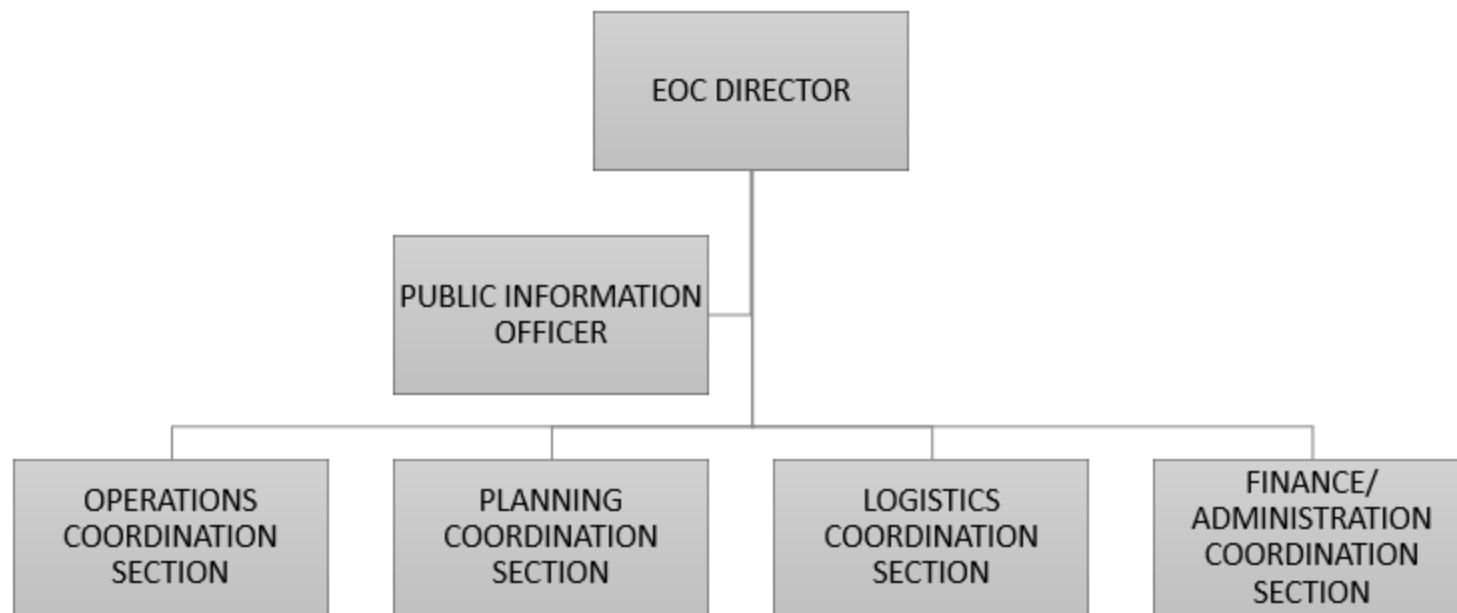 EOC DIRECTOR
PUBLIC INFORMATION
OFFICER
OPERATIONS
COORDINATION
SECTION
PLANNING
COORDINATION
SECTION
LOGISTICS
COORDINATION
SECTION
FINANCE/
ADMINISTRATION
COORDINATION
SECTION